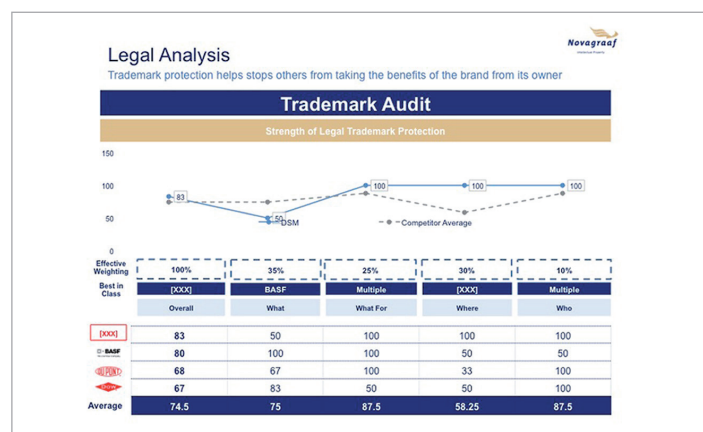 Novagraaf
Legal Analysis
Trademark protection helps stops others from taking the benefits of the brand from its owner
Trademark Audit
Strength of Legal Trademark Protection
150
100
50
0
83
50
100
100
100
DSM
Competitor Average
Effective Weighting
100% 35% 25% 30% 10%
Best in Class
[XXX] BASF Multiple [XXX] Multiple
Overall What What For Where Who
[XXX] 83 50 100 100 100
BASF 80 100 100 50 50
DUPONT 68 67 100 33 100
DOW 67 83 50 50 100
Average 74.5 75 87.5 58.25 87.5